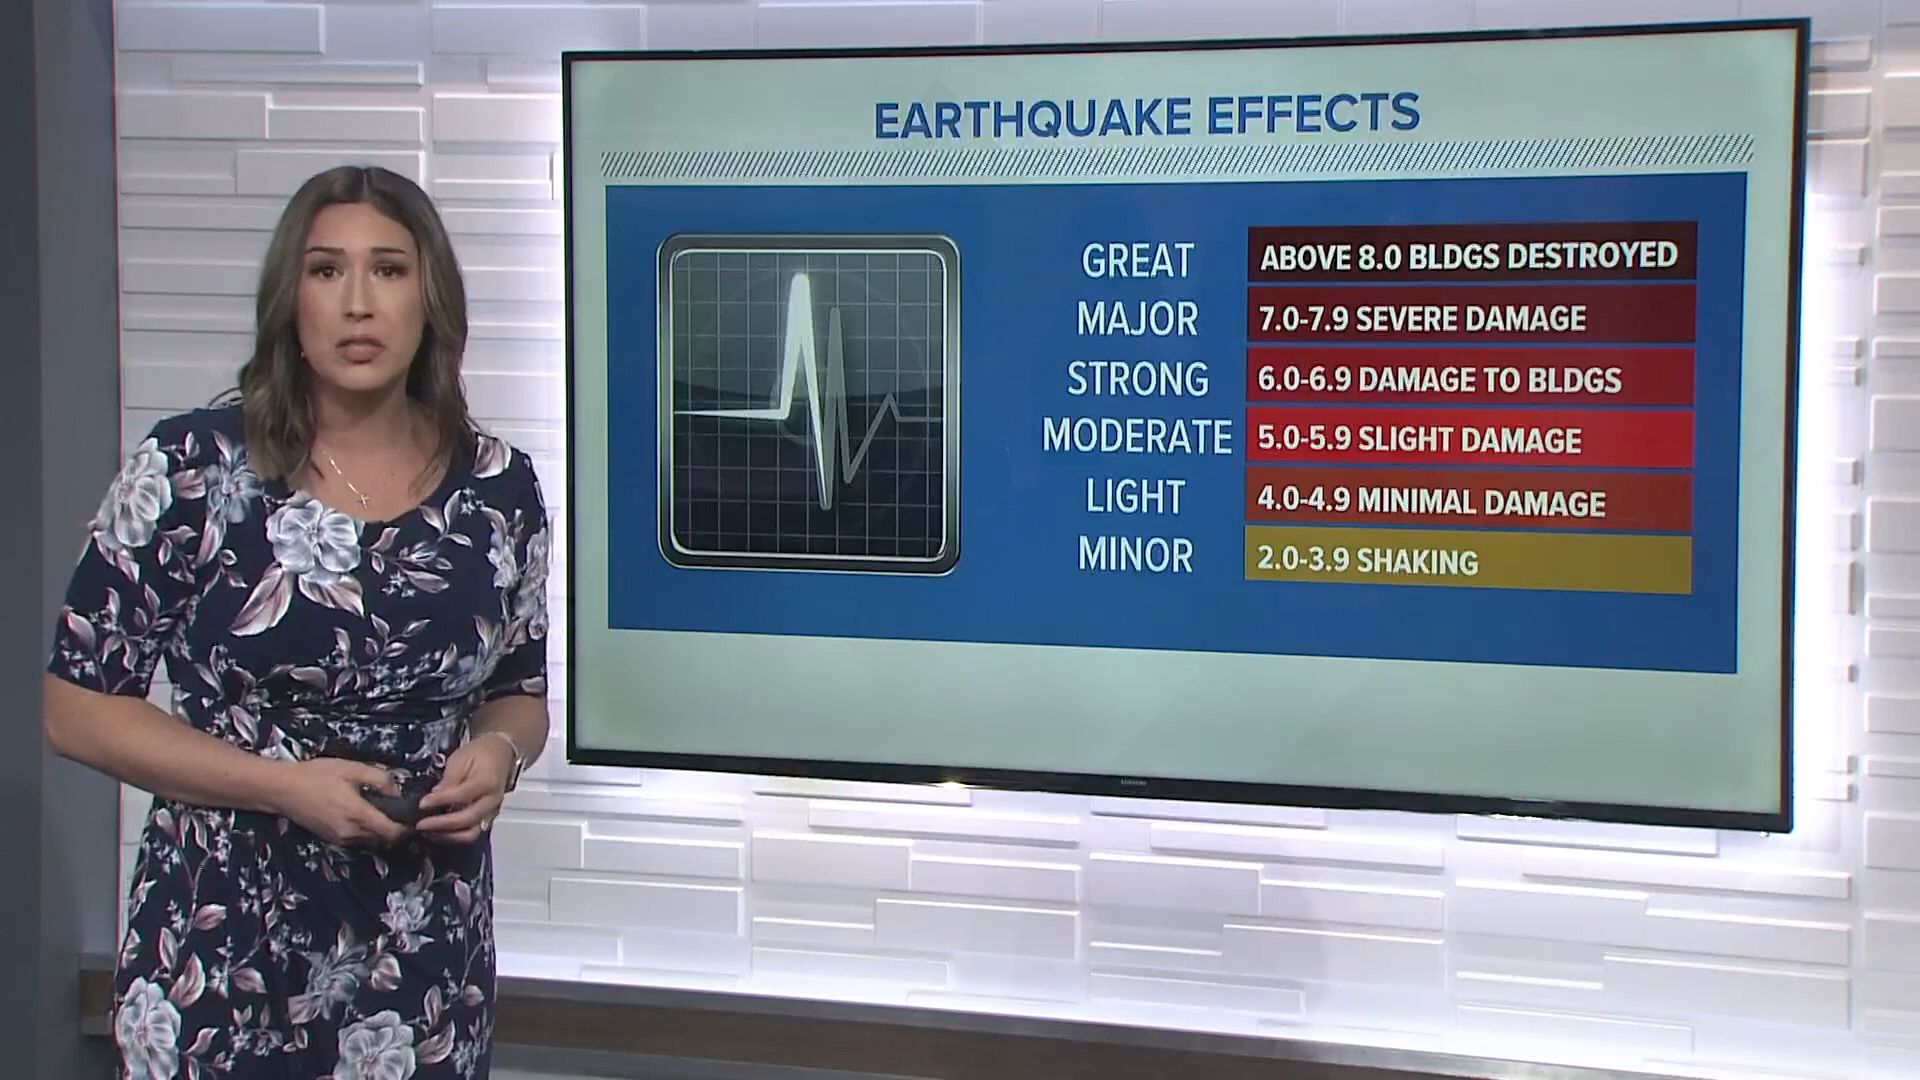 EARTHQUAKE EFFECTS
GREAT ABOVE 8.0 BLDGS DESTROYED
MAJOR 7.0-7.9 SEVERE DAMAGE
STRONG 6.0-6.9 DAMAGE TO BLDGS
MODERATE 5.0-5.9 SLIGHT DAMAGE
LIGHT 4.0-4.9 MINIMAL DAMAGE
MINOR 2.0-3.9 SHAKING
SAMSUNG